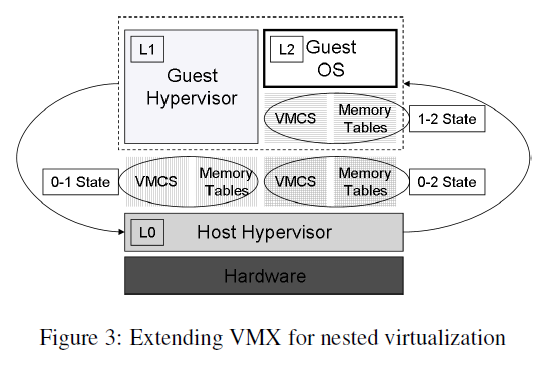 L1
Guest
Hypervisor
L2
Guest
OS
VMCS
Memory
Tables
1-2 State
0-1 State
VMCS
Memory
Tables
VMCS
Memory
Tables
0-2 State
L0
Host Hypervisor
Hardware
Figure 3: Extending VMX for nested virtualization